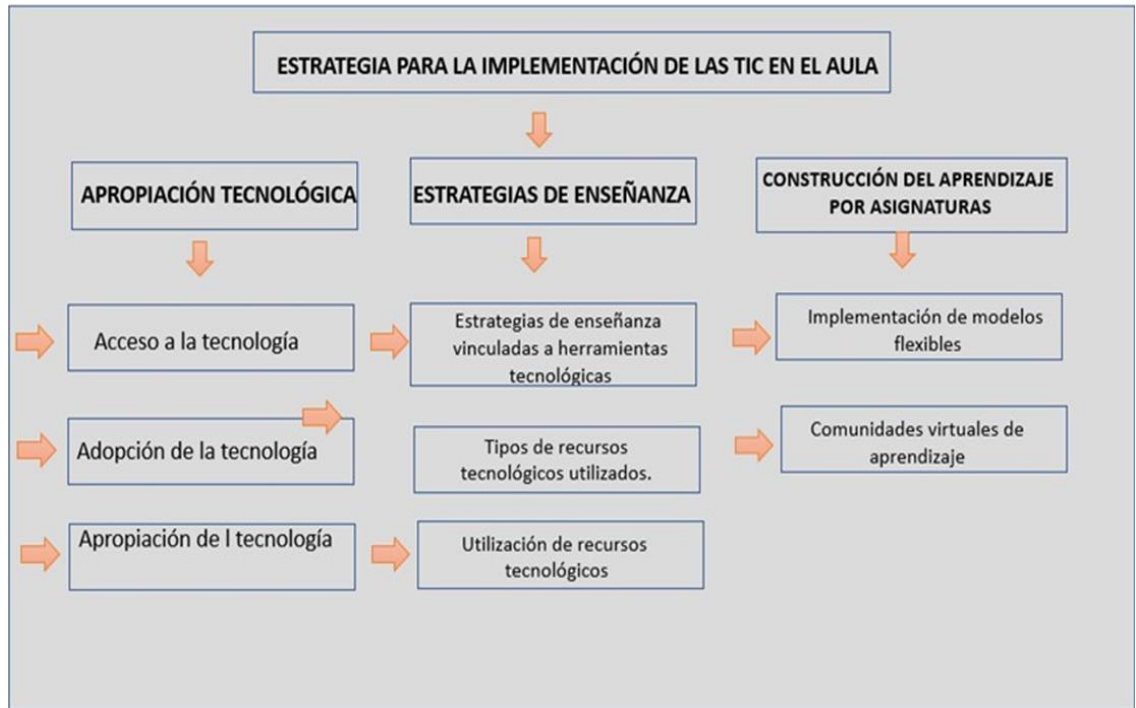 ESTRATEGIA PARA LA IMPLEMENTACIÓN DE LAS TIC EN EL AULA
APROPIACIÓN TECNOLÓGICA
ESTRATEGIAS DE ENSEÑANZA
CONSTRUCCIÓN DEL APRENDIZAJE
POR ASIGNATURAS
Acceso a la tecnología
Estrategias de enseñanza
vinculadas a herramientas
tecnológicas
Implementación de modelos
flexibles
Adopción de la tecnología
Tipos de recursos
tecnológicos utilizados.
Comunidades virtuales de
aprendizaje
Apropiación de l tecnología
Utilización de recursos
tecnológicos